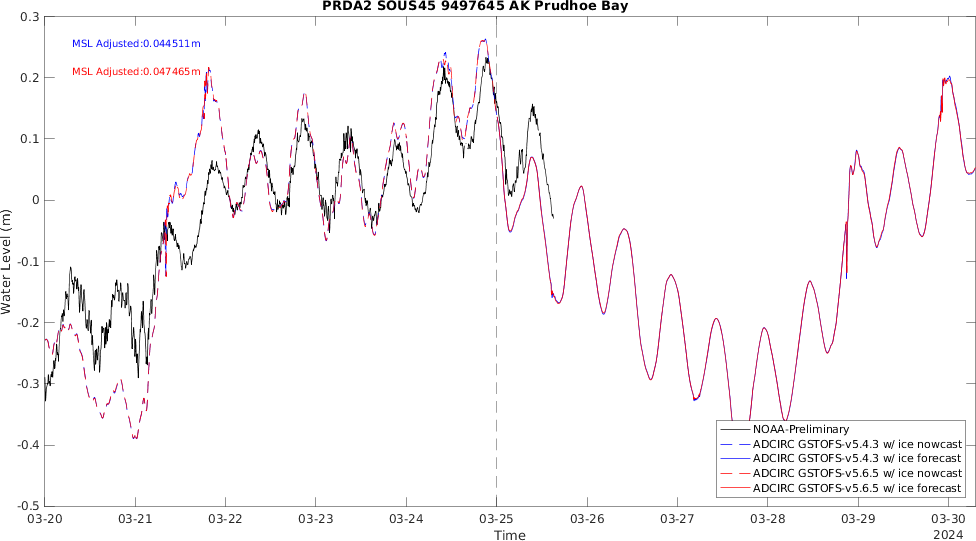 PRDA2 SOUS45 9497645 AK Prudhoe Bay
MSL Adjusted:0.044511m
MSL Adjusted:0.047465m
0.3
0.2
0.1
0
-0.1
-0.2
-0.3
-0.4
-0.5
Water Level (m)
NOAA-Preliminary
ADCIRC GSTOFS-v5.4.3 w/ ice nowcast
ADCIRC GSTOFS-v5.4.3 w/ ice forecast
ADCIRC GSTOFS-v5.6.5 w/ ice nowcast
ADCIRC GSTOFS-v5.6.5 w/ ice forecast
03-20 03-21 03-22 03-23 03-24 03-25 03-26 03-27 03-28 03-29 03-30
Time
2024